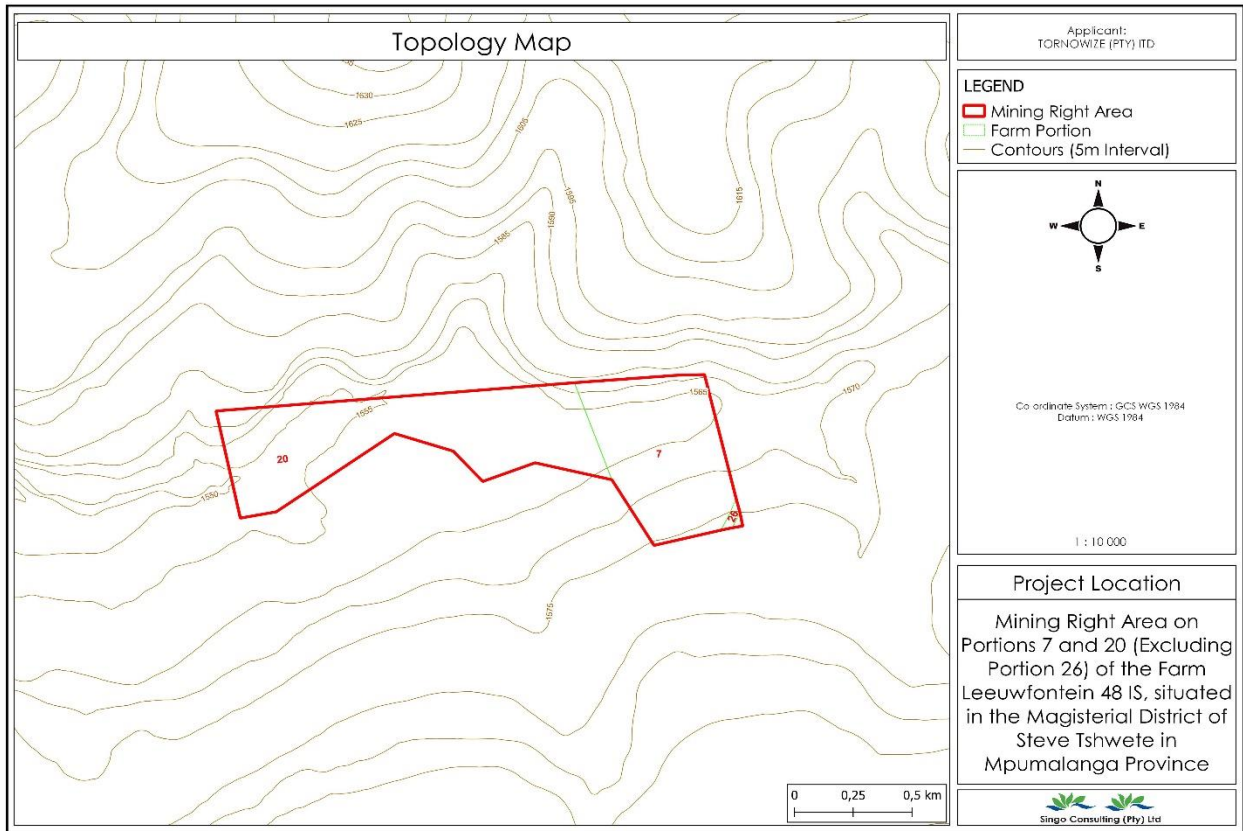 Topology Map
1630
1625
1605
1595
1590
1585
1615
1570
1565
1555
1550
1575
20
7
26
0 0,25 0,5 km
Applicant:
TORNOWIZE (PTY) lTD
LEGEND
Mining Right Area
Farm Portion
Contours (5m Interval)
N
W E
S
Co ordinate System : GCS WGS 1984
Datum : WGS 1984
1 : 10 000
Project Location
Mining Right Area on
Portions 7 and 20 (Excluding
Portion 26) of the Farm
Leeuwfontein 48 IS, situated
in the Magisterial District of
Steve Tshwete in
Mpumalanga Province
Singo Consulting (Pty) Ltd